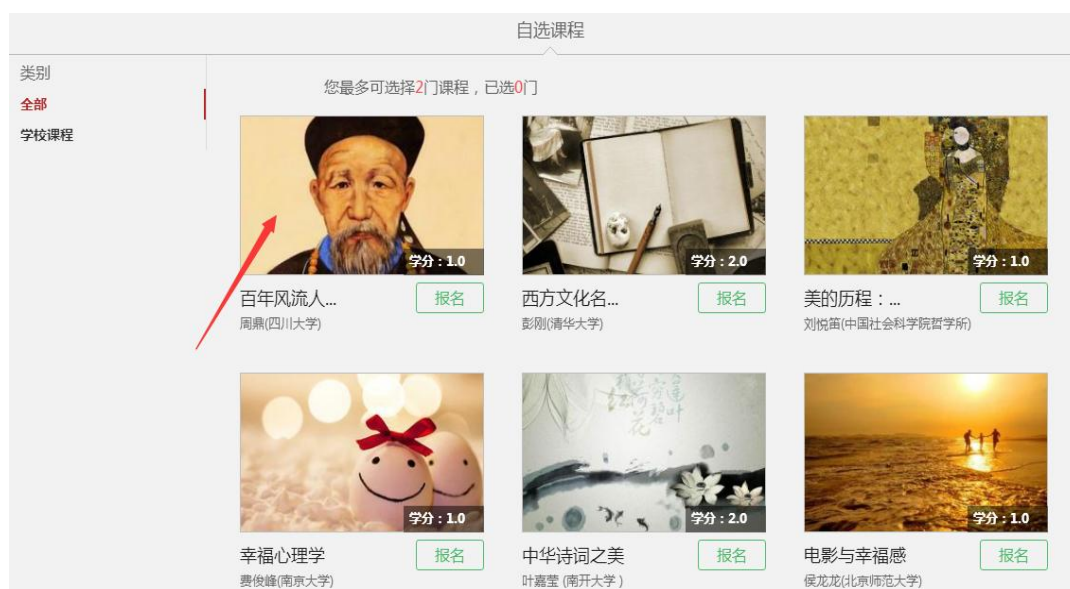 自选课程
类别
全部
学校课程
您最多可选择2门课程，已选0门
学分：1.0
学分：2.0
学分：1.0
百年风流人...
报名
西方文化名...
报名
美的历程：...
报名
周鼎(四川大学)
彭刚(清华大学)
刘悦笛(中国社会科学院哲学所)
学分：1.0
学分：2.0
学分：1.0
幸福心理学
报名
中华诗词之美
报名
电影与幸福感
报名
费俊峰(南京大学)
叶嘉莹 (南开大学 )
侯龙龙(北京师范大学)